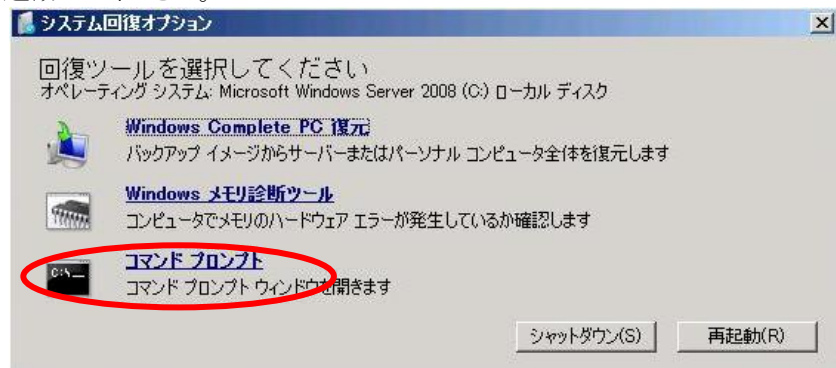 システム回復オプション
回復ツールを選択してください
オペレーティング システム: Microsoft Windows Server 2008 (C:) ローカル ディスク
Windows Complete PC 復元
バックアップ イメージからサーバーまたはパーソナル コンピュータ全体を復元します
Windows メモリ診断ツール
コンピュータでメモリのハードウェア エラーが発生しているか確認します
コマンド プロンプト
コマンド プロンプト ウィンドウを開きます
シャットダウン(S) 再起動(R)